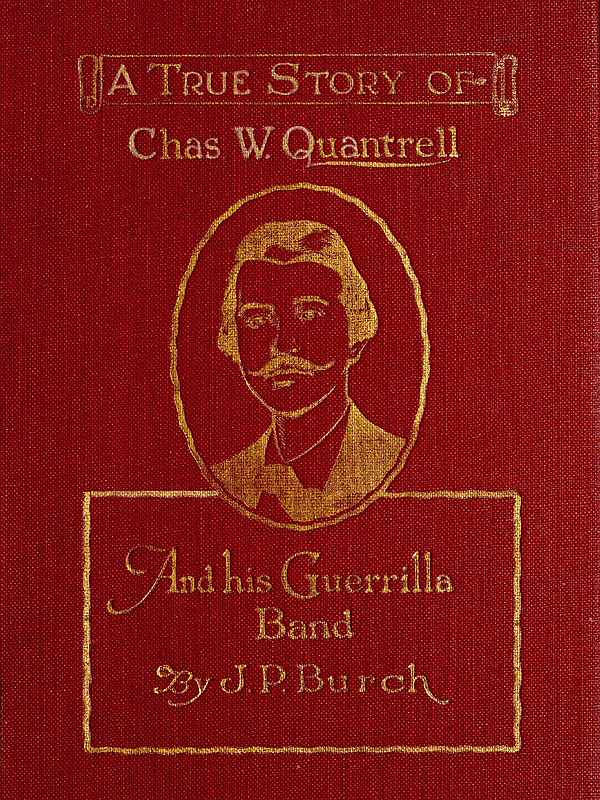 A TRUE STORY OF
Chas. W. Quantrell
And his Guerrilla
Band
By J. P. Burch